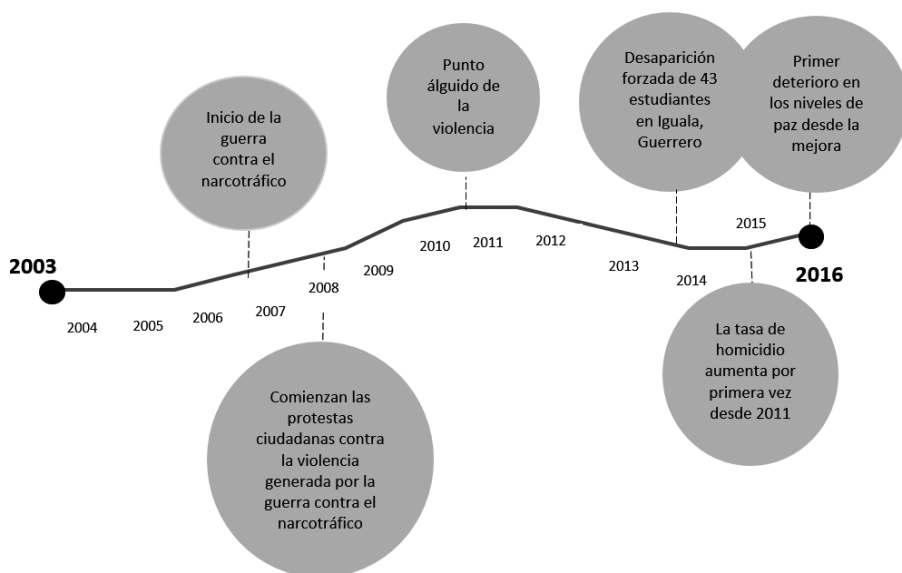 Inicio de la
guerra
contra el
narcotráfico
Punto
álguido de
la
violencia
Desaparición
forzada de 43
estudiantes
en Iguala,
Guerrero
Primer
deterioro en
los niveles de
paz desde la
mejora
2003
2004
2005
2006
2007
2008
2009
2010
2011
2012
2013
2014
2015
2016
Comienzan las
protestas
ciudadanas contra
la violencia
generada por la
guerra contra el
narcotráfico
La tasa de
homicidio
aumenta por
primera vez
desde 2011